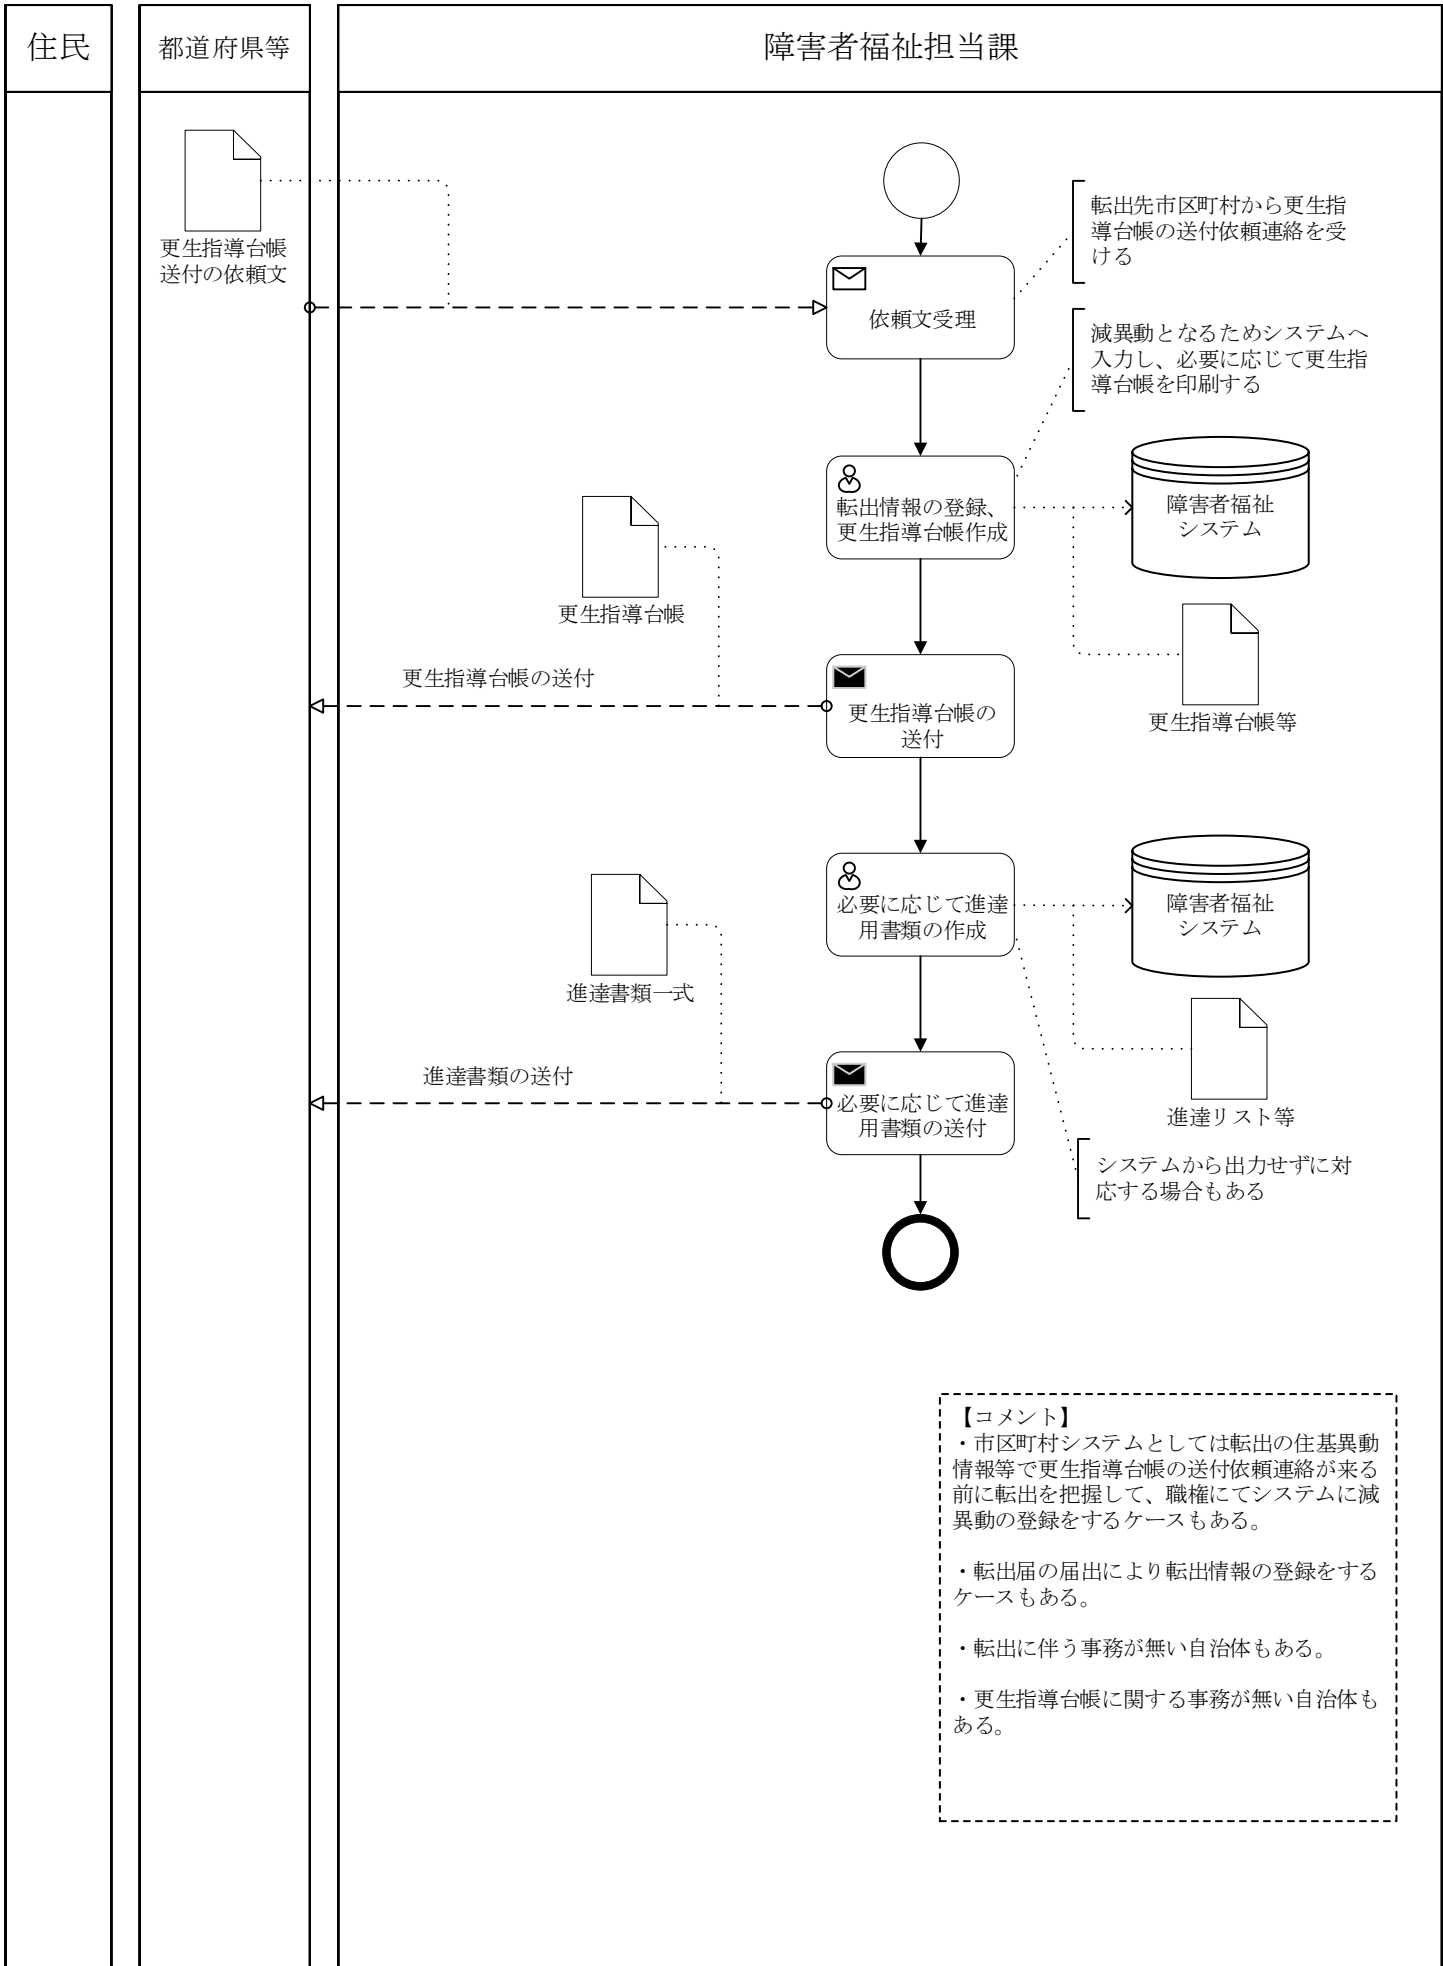 住民
都道府県等
障害者福祉担当課
更生指導台帳
送付の依頼文
転出先市区町村から更生指
導台帳の送付依頼連絡を受
ける
依頼文受理
減異動となるためシステムへ
入力し、必要に応じて更生指
導台帳を印刷する
転出情報の登録、
更生指導台帳作成
障害者福祉
システム
更生指導台帳
更生指導台帳等
更生指導台帳の送付
更生指導台帳の
送付
必要に応じて進達
用書類の作成
障害者福祉
システム
進達書類一式
進達リスト等
進達書類の送付
必要に応じて進達
用書類の送付
システムから出力せずに対
応する場合もある
【コメント】
・市区町村システムとしては転出の住基異動
情報等で更生指導台帳の送付依頼連絡が来る
前に転出を把握して、職権にてシステムに減
異動の登録をするケースもある。
・転出届の届出により転出情報の登録をする
ケースもある。
・転出に伴う事務が無い自治体もある。
・更生指導台帳に関する事務が無い自治体も
ある。